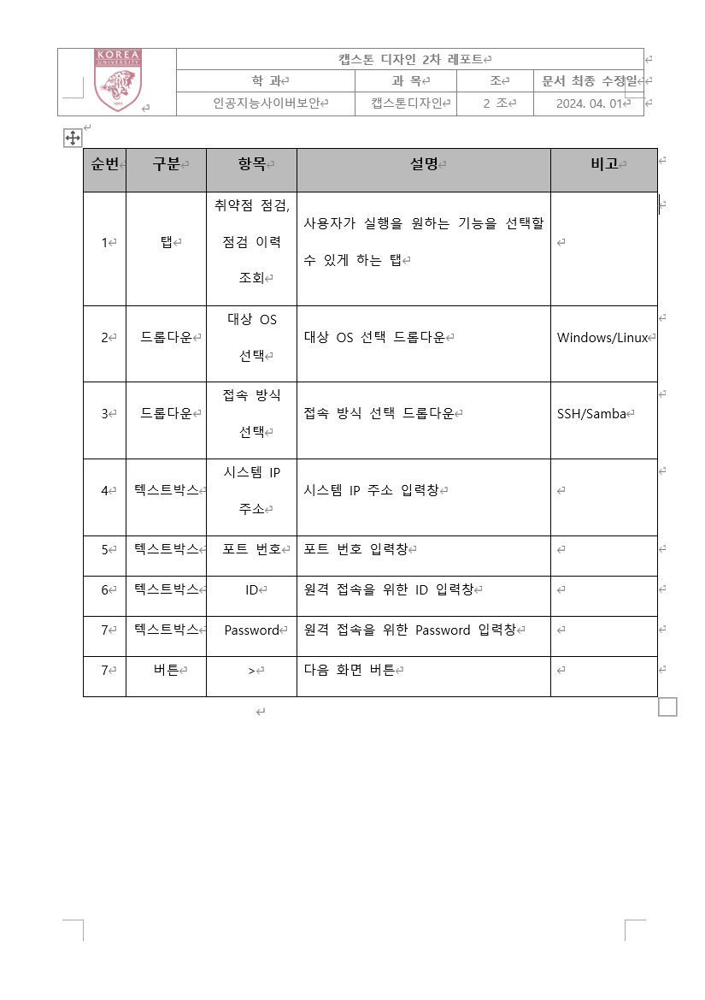 KOREA
UNIVERSITY
1905
캡스톤 디자인 2차 레포트
학 과 과 목 조 문서 최종 수정일
인공지능사이버보안 캡스톤디자인 2 조 2024. 04. 01
순번 구분 항목 설명 비고
1 탭 취약점 점검,
점검 이력
조회
사용자가 실행을 원하는 기능을 선택할
수 있게 하는 탭
2 드롭다운 대상 OS
선택
대상 OS 선택 드롭다운 Windows/Linux
3 드롭다운 접속 방식
선택
접속 방식 선택 드롭다운 SSH/Samba
4 텍스트박스 시스템 IP
주소
시스템 IP 주소 입력창
5 텍스트박스 포트 번호 포트 번호 입력창
6 텍스트박스 ID 원격 접속을 위한 ID 입력창
7 텍스트박스 Password 원격 접속을 위한 Password 입력창
7 버튼 > 다음 화면 버튼